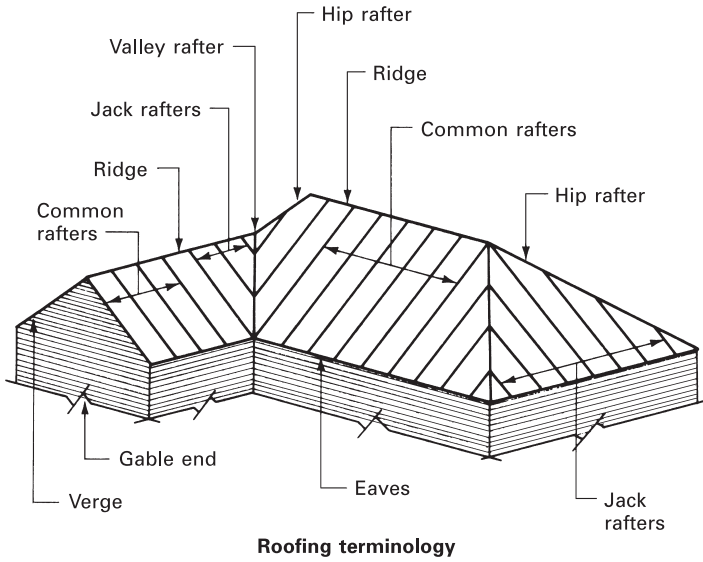 Hip rafter
Valley rafter
Ridge
Jack rafters
Common rafters
Ridge
Hip rafter
Common
rafters
Gable end
Eaves
Verge
Jack
rafters
Roofing terminology